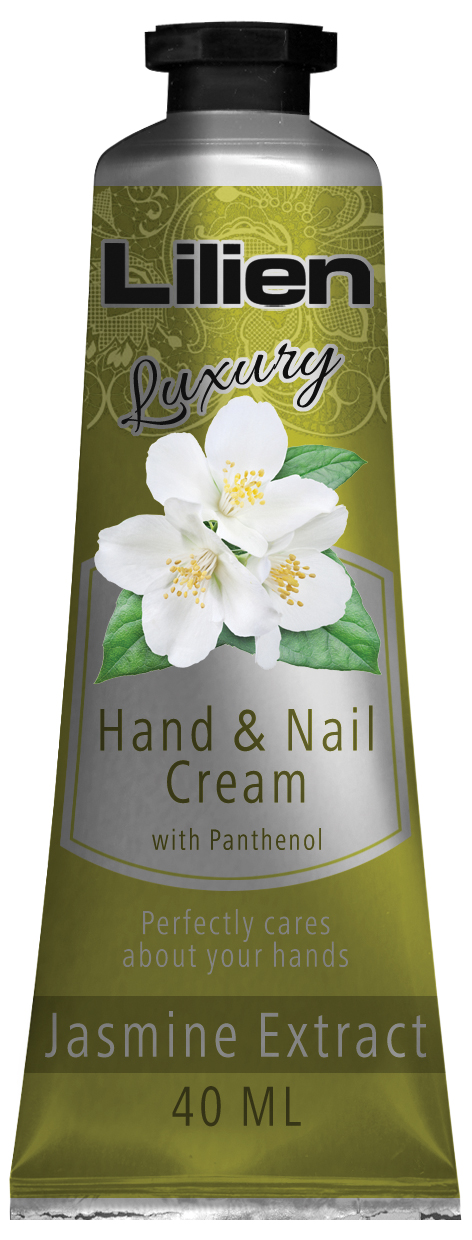 Lilien
Luxury
Hand & Nail
Cream
with Panthenol
Perfectly cares
about your hands
Jasmine Extract
40 ML